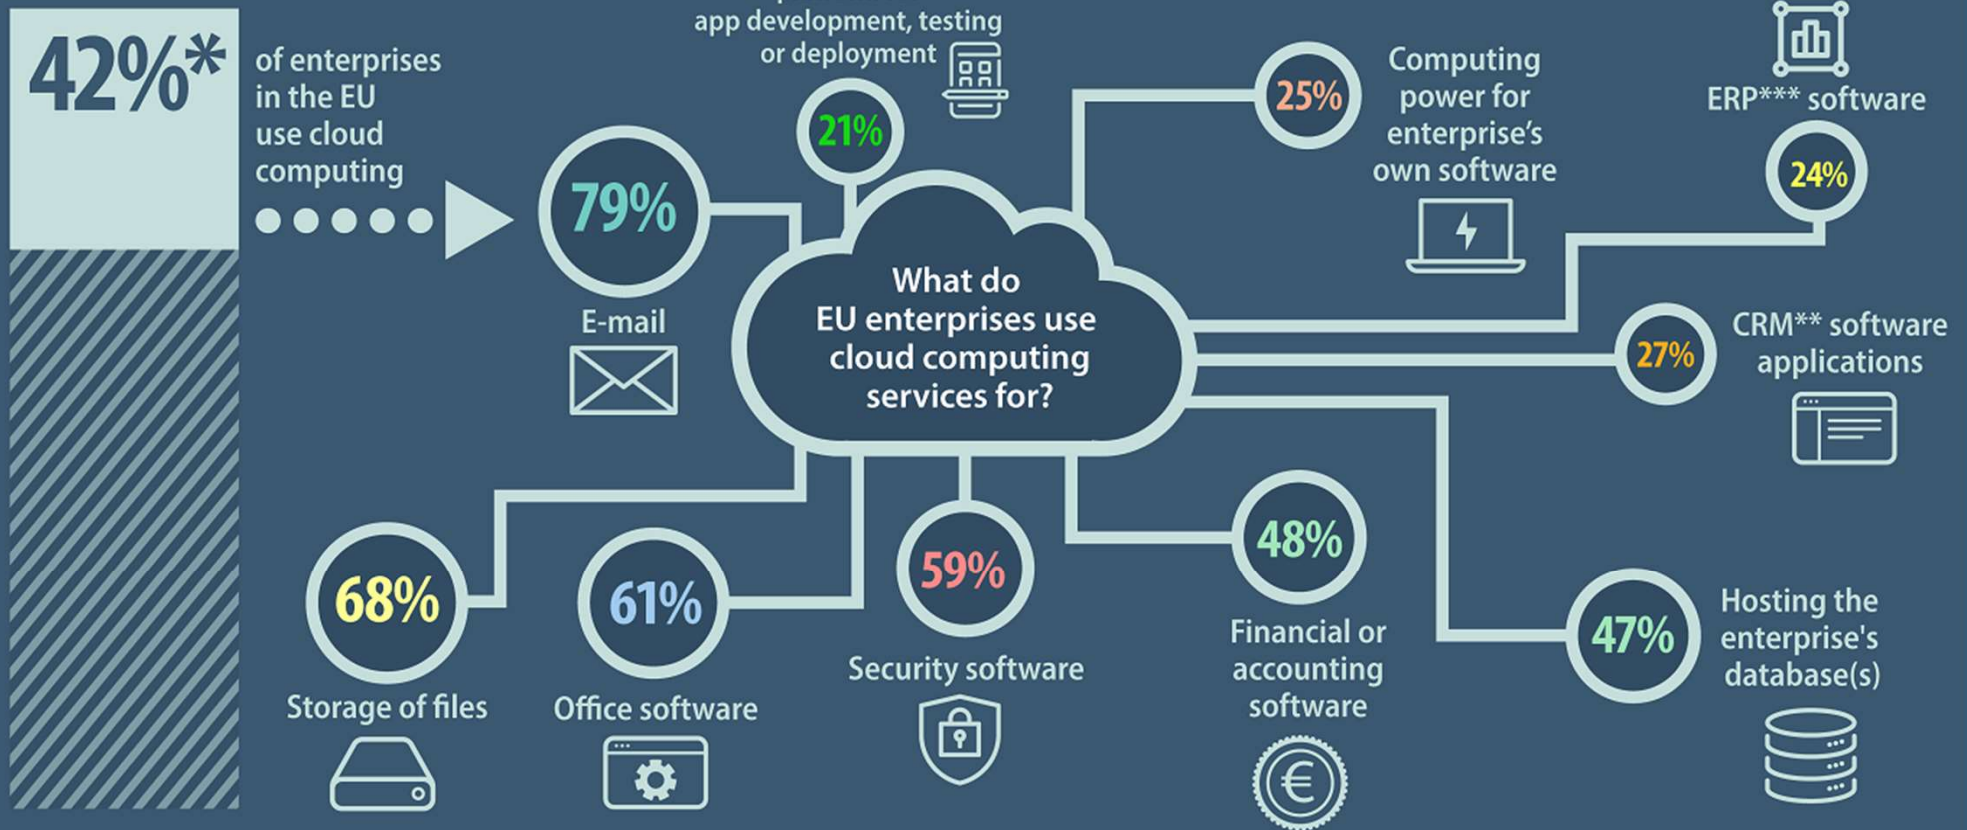 42%*
of enterprises
in the EU
use cloud
computing
79%
E-mail
app development, testing
or deployment
21%
25%
Computing
power for
enterprise's
own software
ERP*** software
24%
What do
EU enterprises use
cloud computing
services for?
27%
CRM** software
applications
68%
Storage of files
61%
Office software
59%
Security software
48%
Financial or
accounting
software
€
47%
Hosting the
enterprise's
database(s)